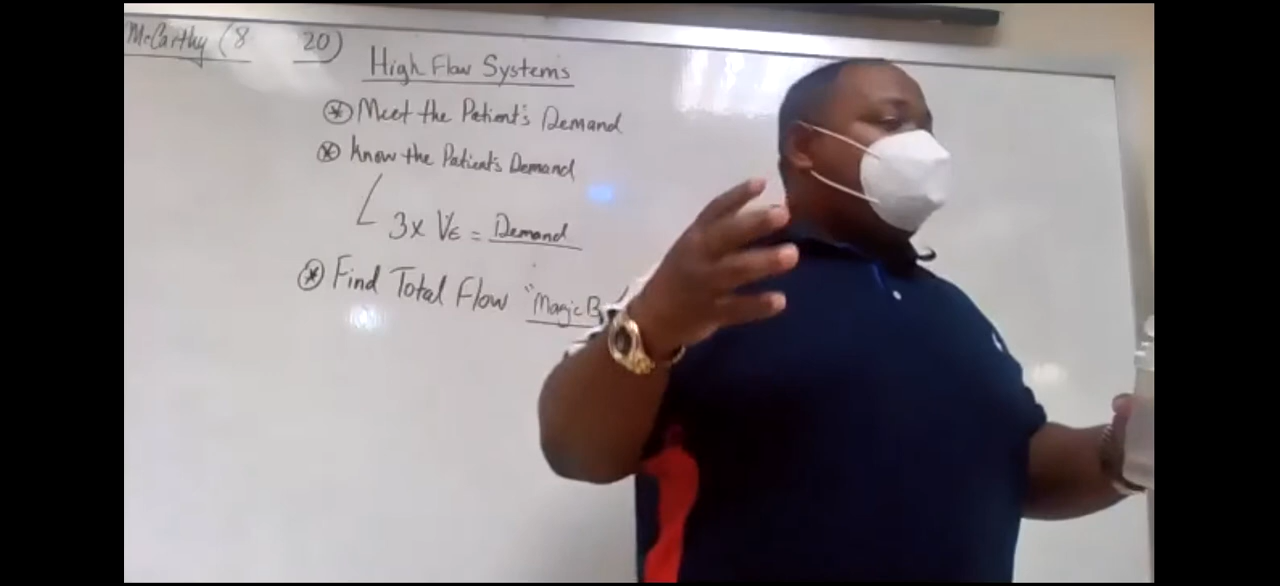 McCarthy (8 20)
High Flow Systems
Meet the Patient's Demand
Know the Patient's Demand
3x VE = Demand
Find Total Flow "Magic B